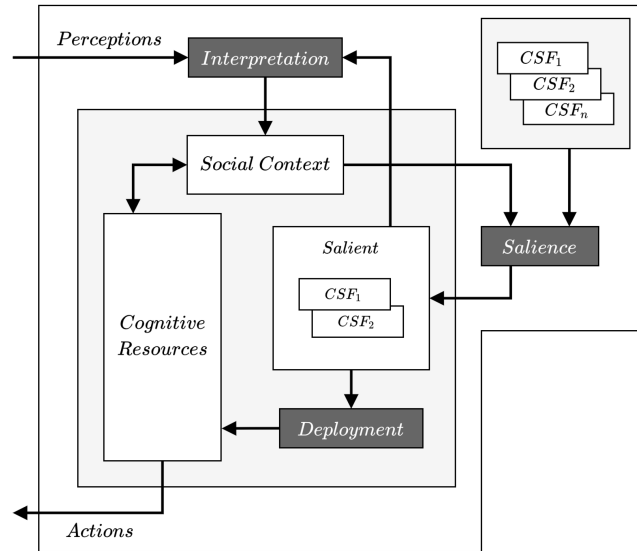 Perceptions
Interpretation
CSF₁
CSF₂
CSFₙ
Social Context
Salience
Salient
CSF₁
CSF₂
Cognitive
Resources
Deployment
Actions